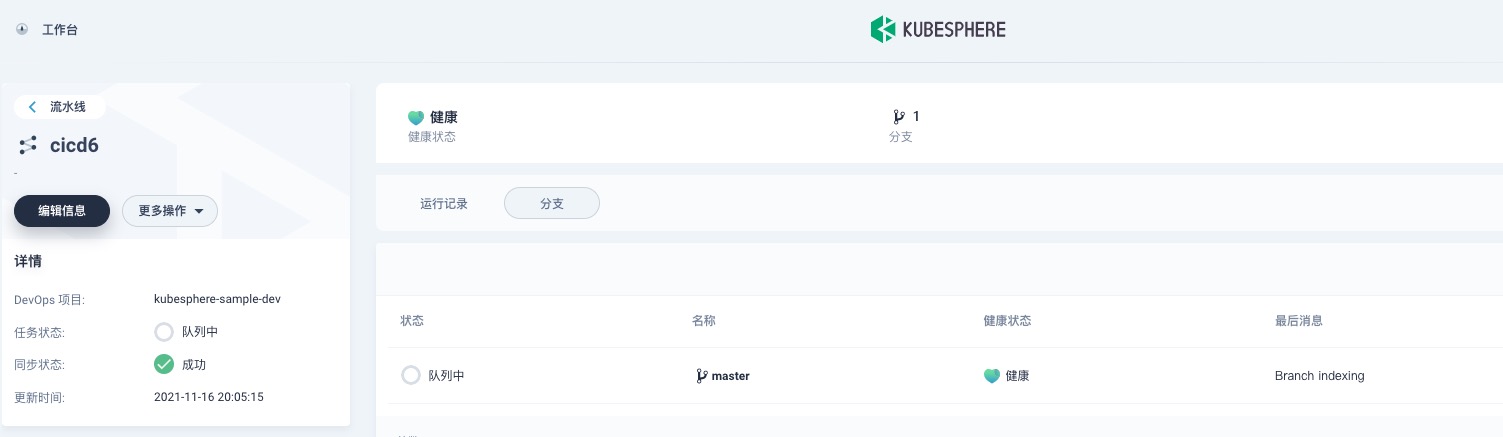 工作台
KUBESPHERE
流水线
cicd6
-
编辑信息 更多操作
详情
DevOps 项目: kubesphere-sample-dev
任务状态: 队列中
同步状态: 成功
更新时间: 2021-11-16 20:05:15
健康 1
健康状态 分支
运行记录 分支
状态 名称 健康状态 最后消息
队列中 master 健康 Branch indexing